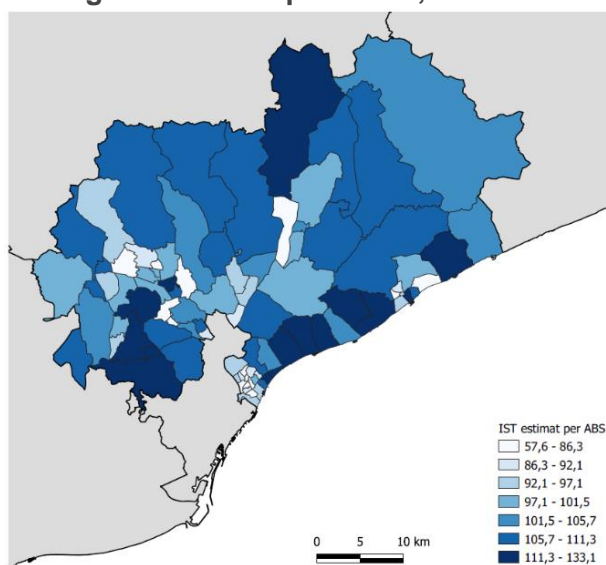 IST estimat per ABS
57,6 - 86,3
86,3 - 92,1
92,1 - 97,1
97,1 - 101,5
101,5 - 105,7
105,7 - 111,3
111,3 - 133,1
0 5 10 km